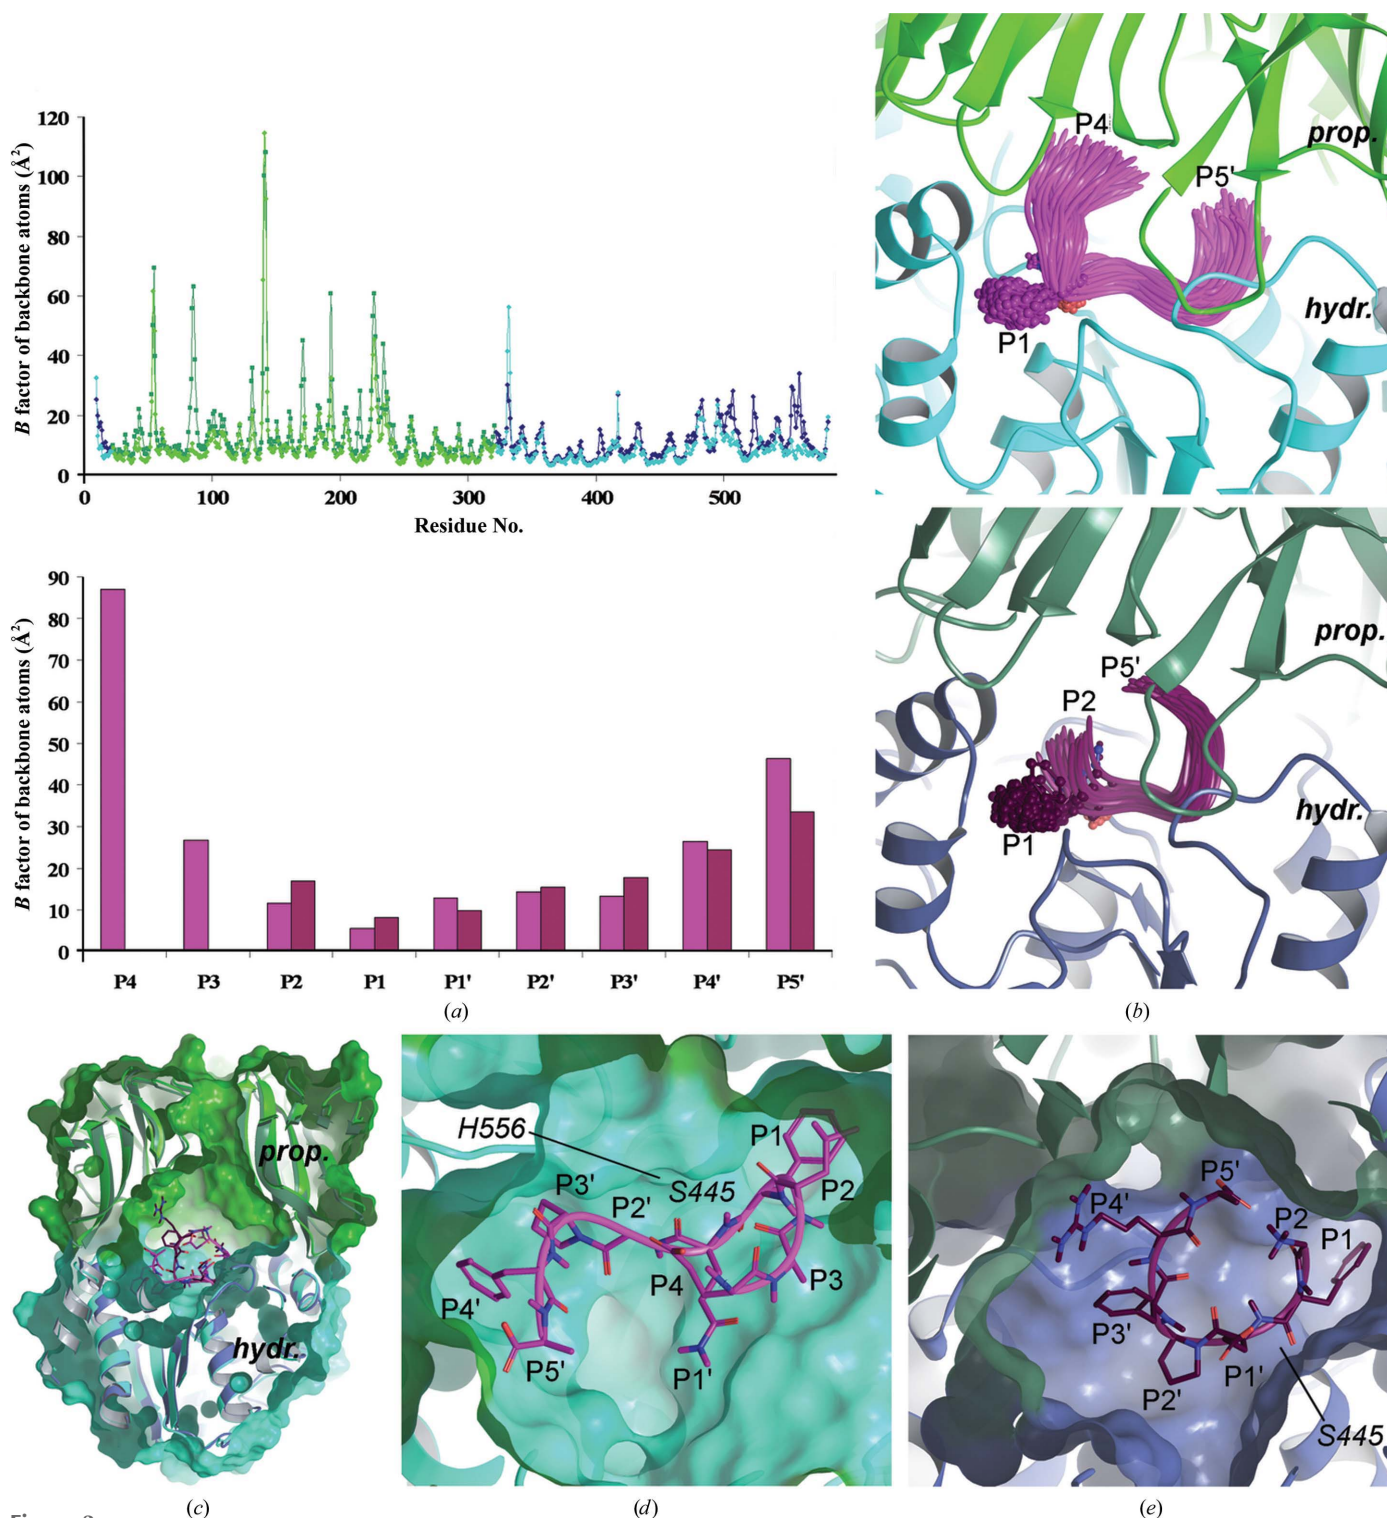 B factor of backbone atoms (Å²)
120
100
80
60
40
20
0
0 100 200 300 400 500
Residue No.
B factor of backbone atoms (Å²)
90
80
70
60
50
40
30
20
10
0
P4 P3 P2 P1 P1' P2' P3' P4' P5'
(a)
P4
prop.
P5'
hydr.
P1
prop.
P5'
P2
hydr.
P1
(b)
prop.
hydr.
(c)
H556
P1
P3'
S445
P2
P2'
P4
P3
P4'
P5'
P1'
(d)
P5'
P4'
P2
P1
P3'
P1'
P2'
S445
(e)